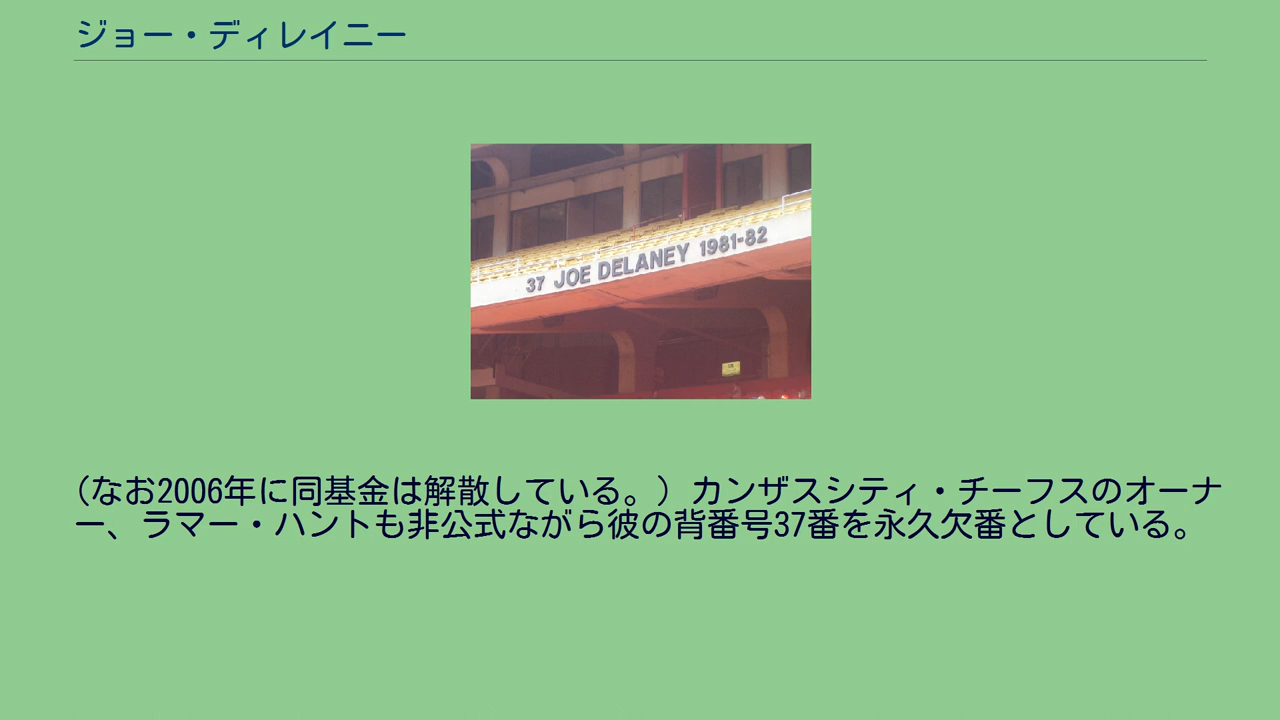 ジョー・ディレイニー
37 JOE DELANEY 1981-82
(なお2006年に同基金は解散している。) カンザスシティ・チーフスのオーナ
ー、ラマー・ハントも非公式ながら彼の背番号37番を永久欠番としている。